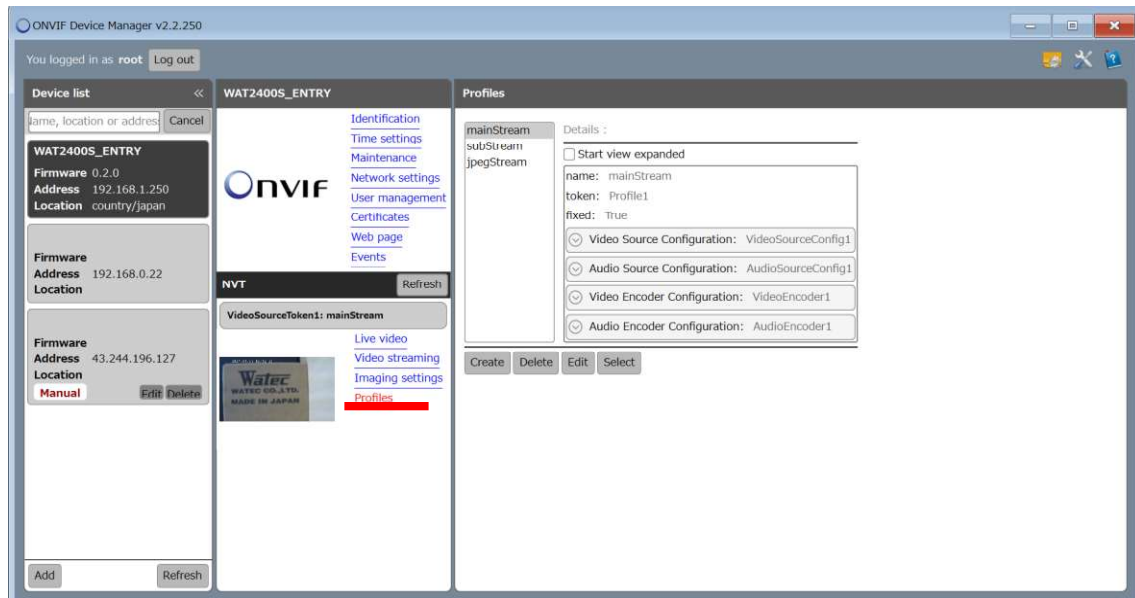 ONVIF Device Manager v2.2.250
You logged in as root Log out
Device list «
Name, location or addres Cancel
WAT2400S_ENTRY
Firmware 0.2.0
Address 192.168.1.250
Location country/japan
Firmware
Address 192.168.0.22
Location
Firmware
Address 43.244.196.127
Location
Manual Edit Delete
Add Refresh
WAT2400S_ENTRY
ONVIF
Identification
Time settings
Maintenance
Network settings
User management
Certificates
Web page
Events
NVT Refresh
VideoSourceToken1: mainStream
Watec
WATEC CO.,LTD.
MADE IN JAPAN
Live video
Video streaming
Imaging settings
Profiles
Profiles
mainStream
subStream
jpegStream
Details :
Start view expanded
name: mainStream
token: Profile1
fixed: True
Video Source Configuration: VideoSourceConfig1
Audio Source Configuration: AudioSourceConfig1
Video Encoder Configuration: VideoEncoder1
Audio Encoder Configuration: AudioEncoder1
Create Delete Edit Select